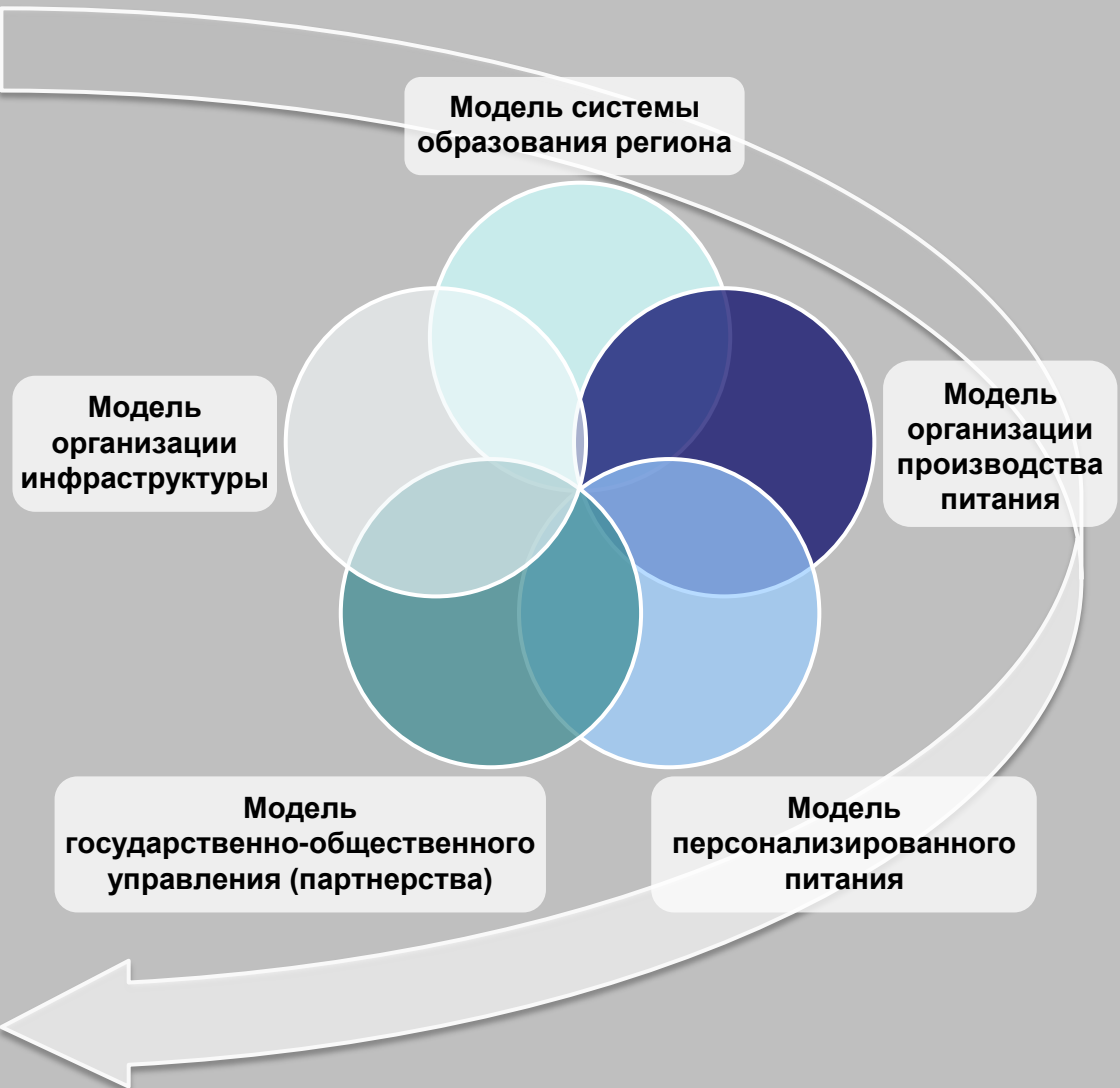 Модель системы
образования региона
Модель
организации
инфраструктуры
Модель
организации
производства
питания
Модель
государственно-общественного
управления (партнерства)
Модель
персонализированного
питания